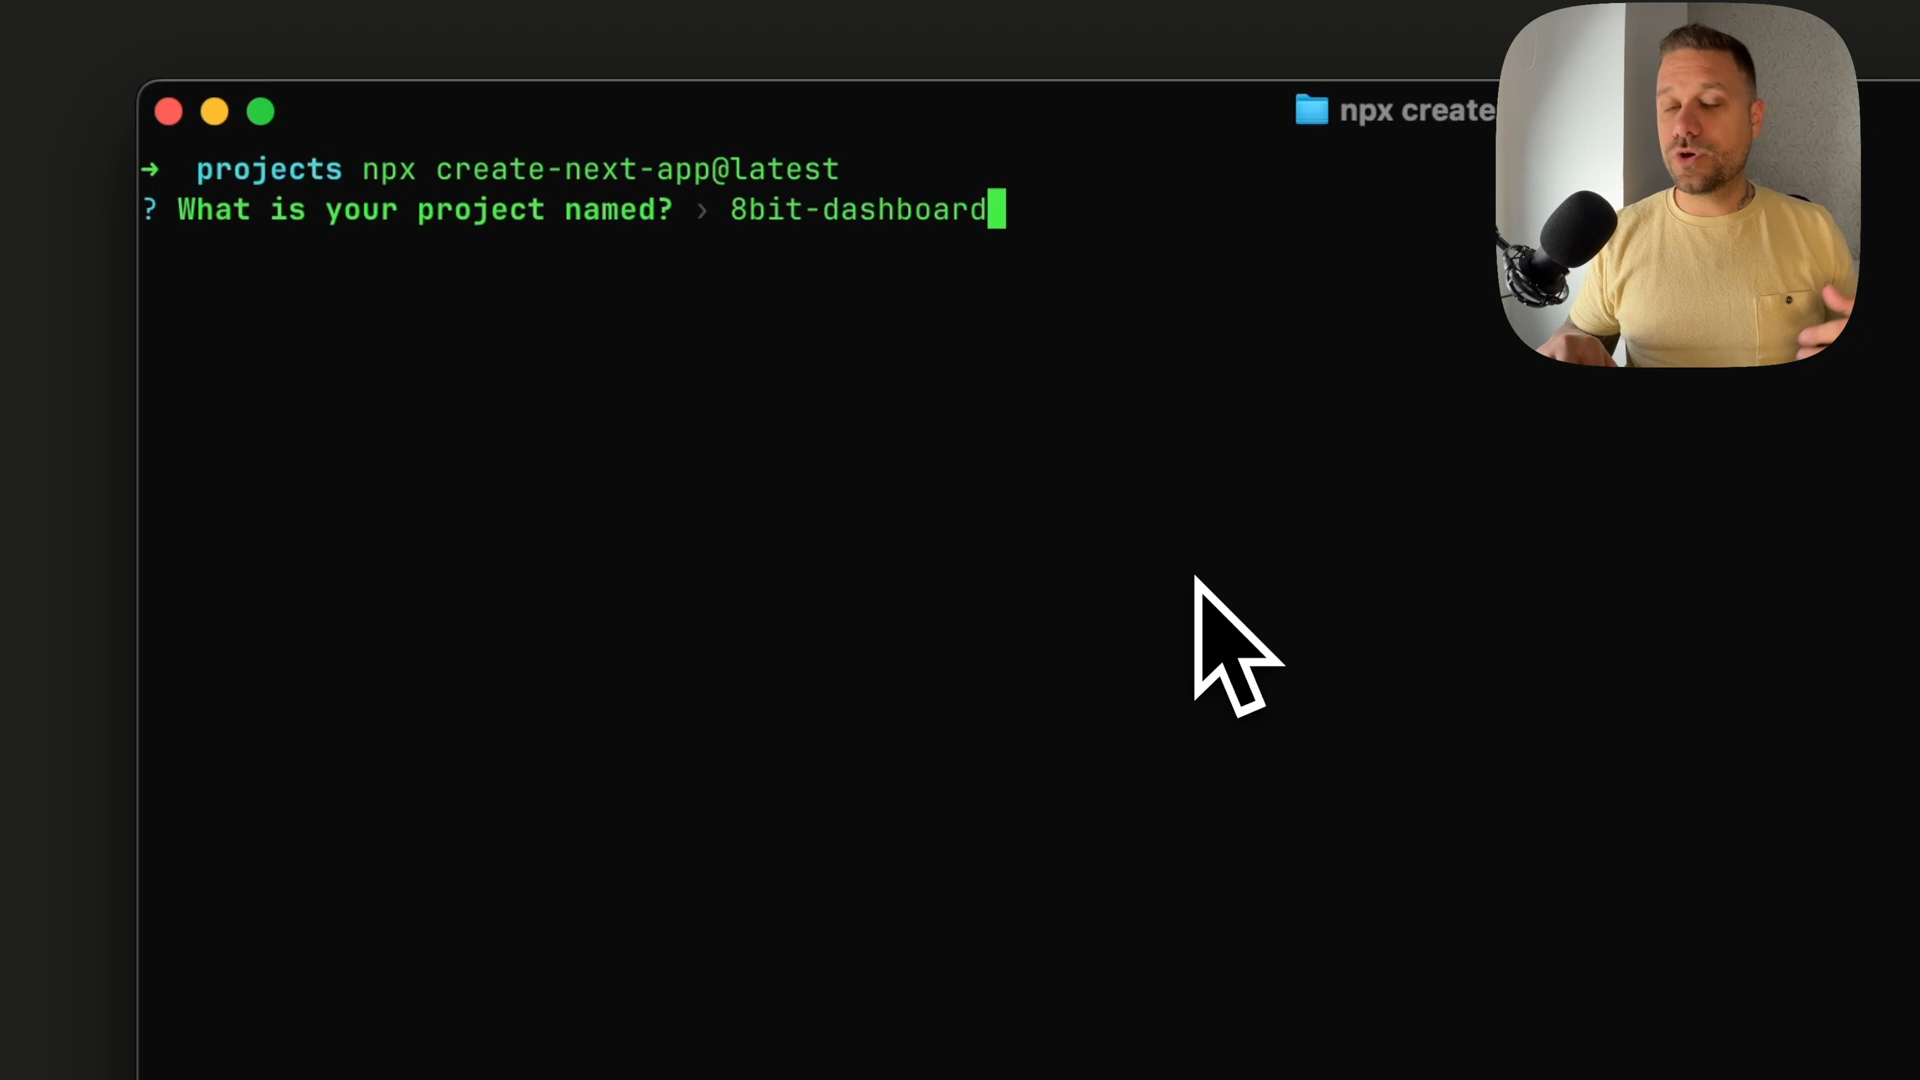 npx create
➜ projects npx create-next-app@latest
? What is your project named? › 8bit-dashboard